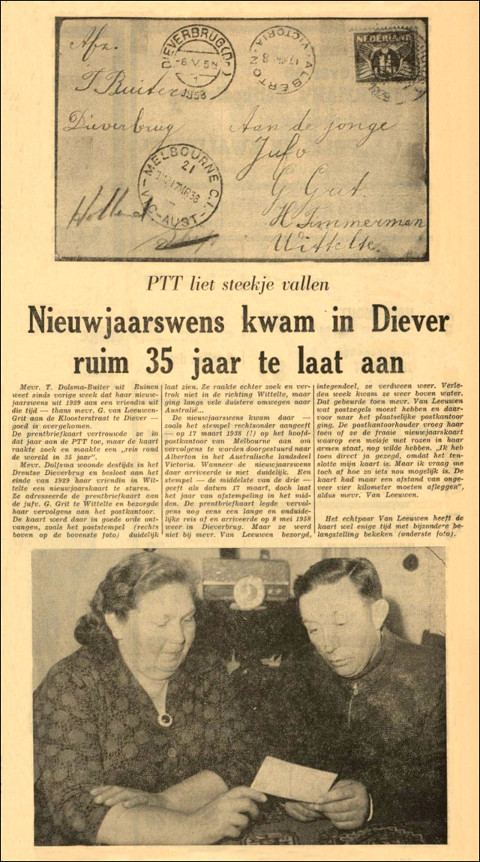 Afz.
T. Buiter
Dieverbrug
Holland
DIEVERBRUG (Dr.)
-6.V.58
1958
ALBERTON
VICTORIA
NEDERLAND
MELBOURNE C.1
21
VIC-AUST
Aan de jonge
Jufv.
G Grit
H Timmerman
Wittelte.
PTT liet steekje vallen
Nieuwjaarswens kwam in Diever
ruim 35 jaar te laat aan
Mevr. T. Dolsma-Buiter uit Ruinen
weet sinds vorige week dat haar nieuw-
jaarswens uit 1929 aan een vriendin uit
die tijd — thans mevr. G. van Leeuwen-
Grit aan de Kloosterstraat te Diever —
goed is overgekomen.
De prentbriefkaart vertrouwde ze in
dat jaar aan de PTT toe, maar de kaart
raakte zoek en maakte een „reis rond
de wereld in 35 jaar".
Mevr. Dolfsma woonde destijds in het
Drentse Dieverbrug en besloot aan het
einde van 1929 haar vriendin in Wit-
telte een nieuwjaarskaart te sturen.
Ze adresseerde de prentbriefkaart aan
de jufv. G. Grit te Wittelte en bezorgde
haar vervolgens aan het postkantoor.
De kaart werd daar in goede orde ont-
vangen, zoals het poststempel (rechts
boven op de bovenste foto) duidelijk
laat zien. Ze raakte echter zoek en ver-
trok niet in de richting Wittelte, maar
ging langs vele duistere omwegen naar
Australië...
De nieuwjaarswens kwam daar —
zoals het stempel rechtsonder aangeeft
— op 17 maart 1938 (!) op het hoofd-
postkantoor van Melbourne aan om
vervolgens te worden doorgestuurd naar
Alberton in het Australische landsdeel
Victoria. Wanneer de nieuwjaarswens
daar arriveerde is niet duidelijk. Een
stempel — de middelste van de drie —
geeft als datum 17 maart, doch laat
het jaar van afstempeling in het mid-
den. De prentbriefkaart legde vervol-
gens nog eens een lange en onduide-
lijke reis af en arriveerde op 8 mei 1958
weer in Dieverbrug. Maar ze werd
niet bij mevr. Van Leeuwen bezorgd,
integendeel, ze verdween weer. Verle-
den week kwam ze weer boven water.
Dat gebeurde toen mevr. Van Leeuwen
wat postzegels moest hebben en daar-
voor naar het plaatselijke postkantoor
ging. De postkantoorhouder vroeg haar
toen of ze de fraaie nieuwjaarskaart
waarop een meisje met rozen in haar
armen staat, nog wilde hebben. „Ik heb
toen direct ja gezegd, omdat het ten-
slotte mijn kaart is. Maar ik vraag me
toch af hoe zo iets nou mogelijk is. De
kaart had maar een afstand van onge-
veer vier kilometer moeten afleggen",
aldus mevr. Van Leeuwen.
Het echtpaar Van Leeuwen heeft de
kaart wel enige tijd met bijzondere be-
langstelling bekeken (onderste foto).